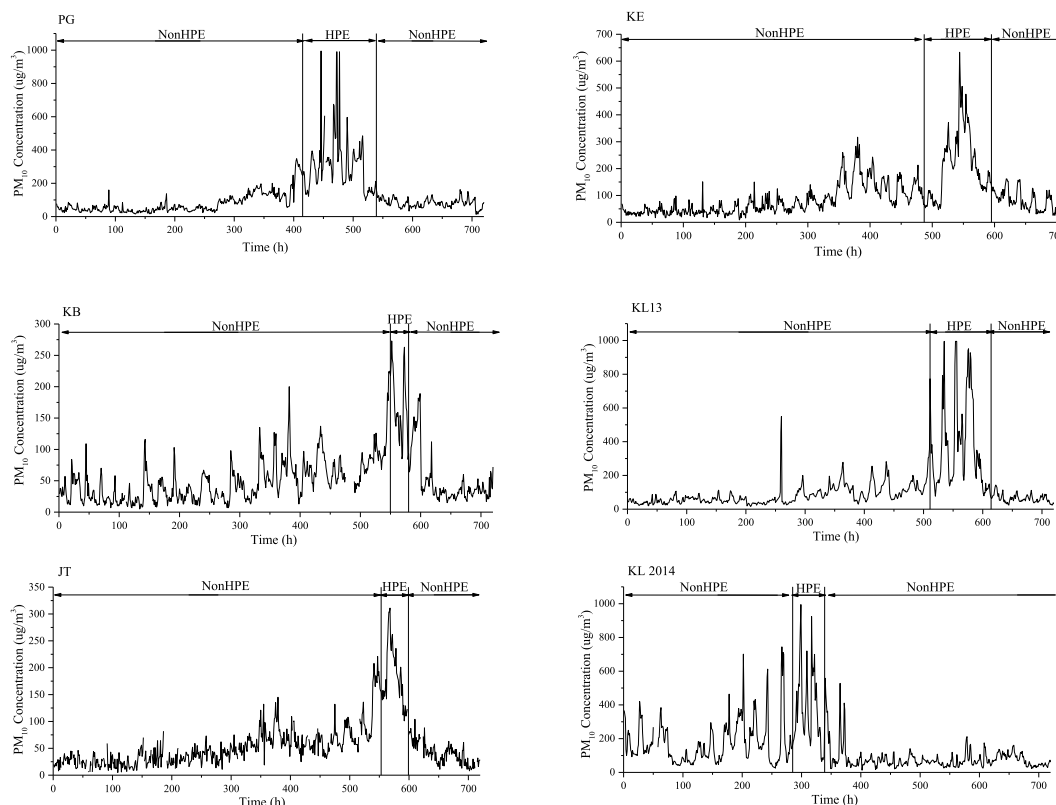 PG
NonHPE HPE NonHPE
1000
800
600
400
200
0
PM10 Concentration (ug/m3)
0 100 200 300 400 500 600 700
Time (h)
KE
NonHPE HPE NonHPE
700
600
500
400
300
200
100
0
PM10 Concentration (ug/m3)
0 100 200 300 400 500 600 700
Time (h)
KB
NonHPE HPE NonHPE
300
250
200
150
100
50
0
PM10 Concentration (ug/m3)
0 100 200 300 400 500 600 700
Time (h)
KL13
NonHPE HPE NonHPE
1000
800
600
400
200
0
PM10 Concentration (ug/m3)
0 100 200 300 400 500 600 700
Time (h)
JT
NonHPE HPE NonHPE
350
300
250
200
150
100
50
0
PM10 Concentration (ug/m3)
0 100 200 300 400 500 600 700
Time (h)
KL 2014
NonHPE HPE NonHPE
1000
800
600
400
200
0
PM10 Concentration (ug/m3)
0 100 200 300 400 500 600 700
Time (h)